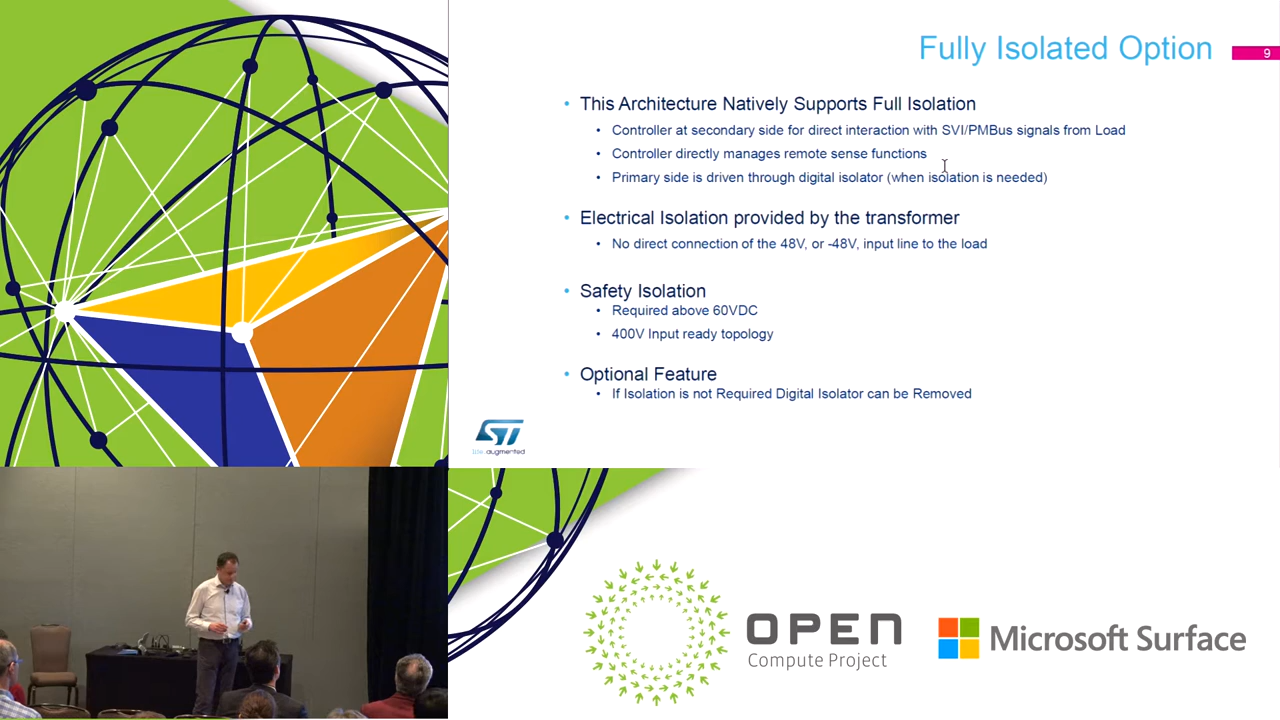 Fully Isolated Option
9
• This Architecture Natively Supports Full Isolation
• Controller at secondary side for direct interaction with SVI/PMBus signals from Load
• Controller directly manages remote sense functions
• Primary side is driven through digital isolator (when isolation is needed)
• Electrical Isolation provided by the transformer
• No direct connection of the 48V, or -48V, input line to the load
• Safety Isolation
• Required above 60VDC
• 400V Input ready topology
• Optional Feature
• If Isolation is not Required Digital Isolator can be Removed
ST
life.augmented
OPEN
Compute Project
Microsoft Surface